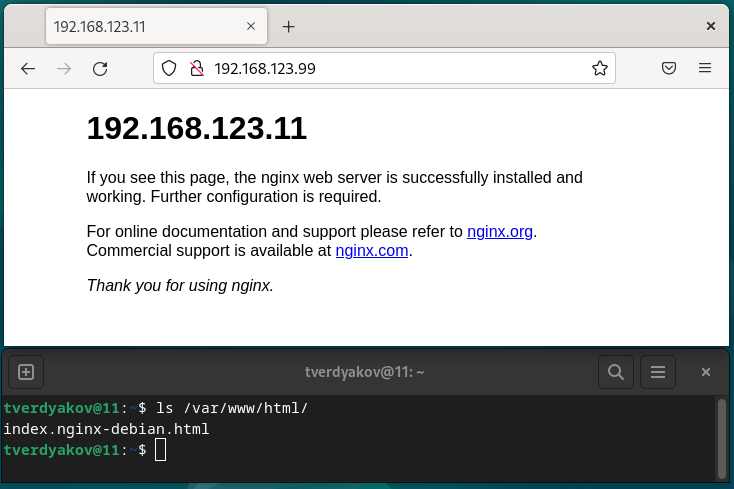 192.168.123.11
192.168.123.99
192.168.123.11
If you see this page, the nginx web server is successfully installed and
working. Further configuration is required.
For online documentation and support please refer to nginx.org.
Commercial support is available at nginx.com.
Thank you for using nginx.
tverdyakov@11: ~
tverdyakov@11:~$ ls /var/www/html/
index.nginx-debian.html
tverdyakov@11:~$